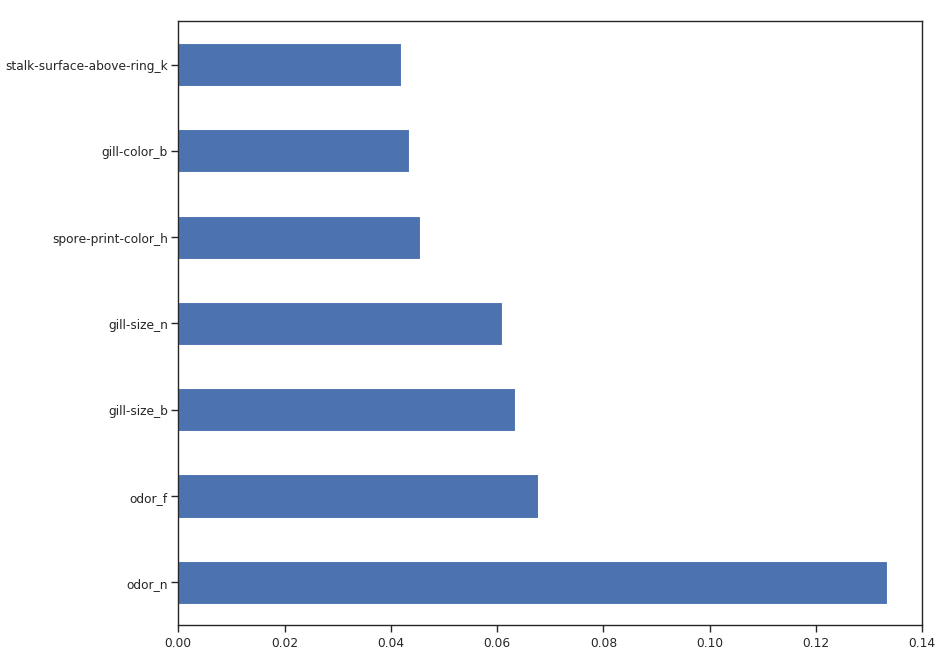 stalk-surface-above-ring_k
gill-color_b
spore-print-color_h
gill-size_n
gill-size_b
odor_f
odor_n
0.00 0.02 0.04 0.06 0.08 0.10 0.12 0.14